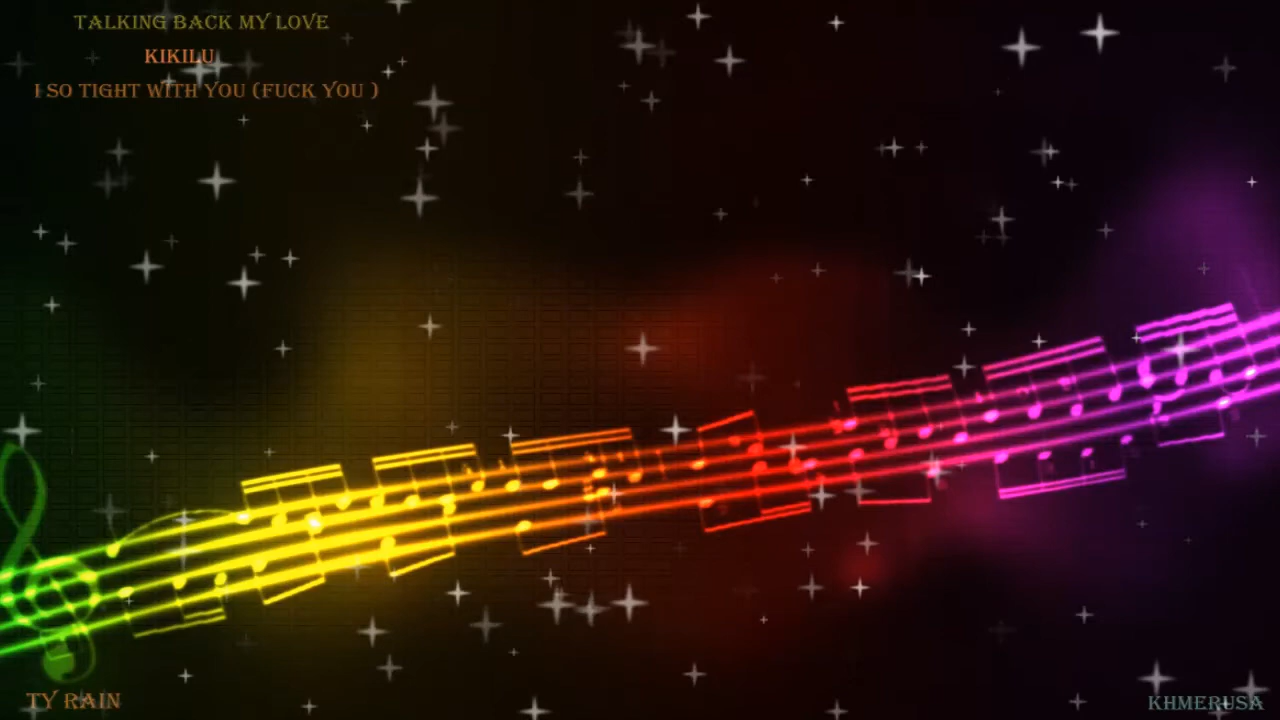 TALKING BACK MY LOVE
KIKILU
I SO TIGHT WITH YOU (FUCK YOU )
TY RAIN
KHMERUSA